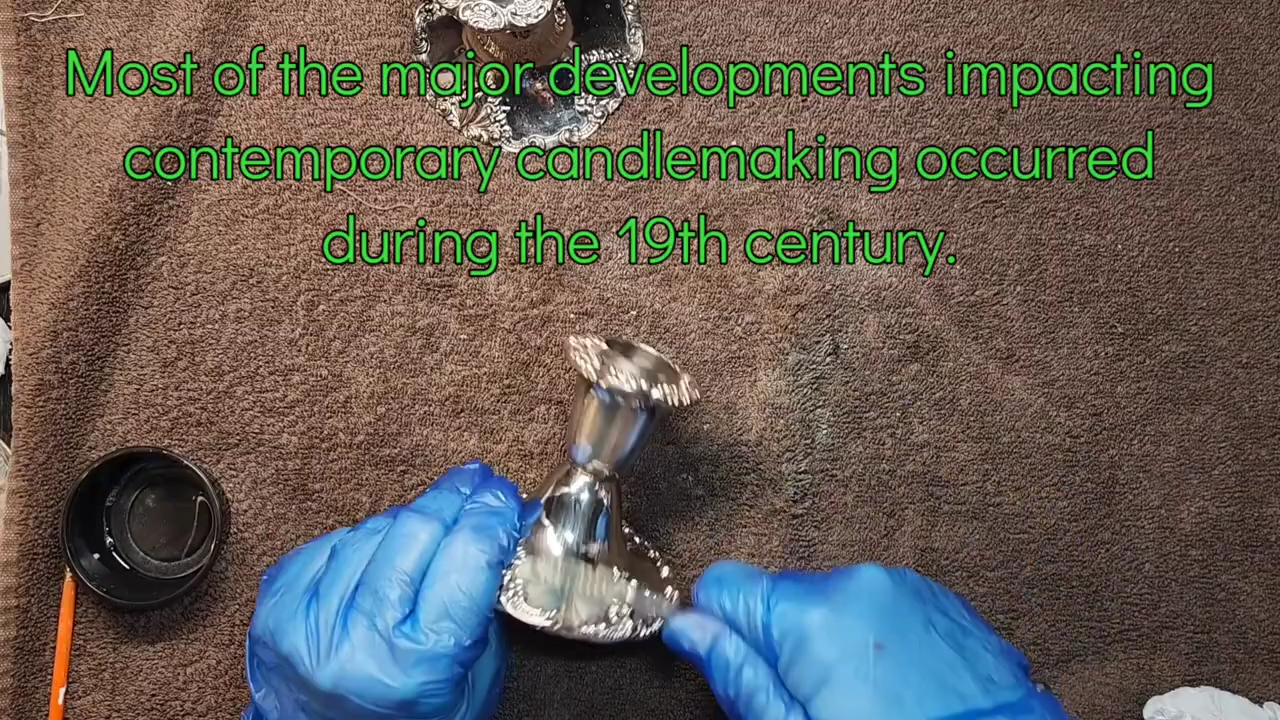 Most of the major developments impacting
contemporary candlemaking occurred
during the 19th century.